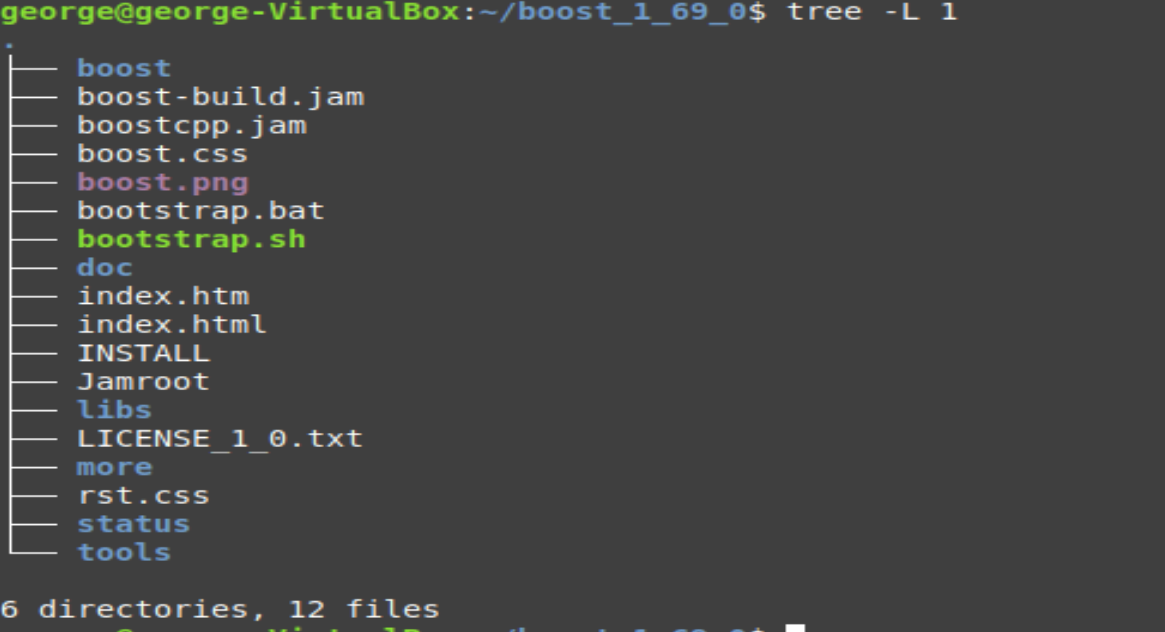 george@george-VirtualBox:~/boost_1_69_0$ tree -L 1
.
├── boost
├── boost-build.jam
├── boostcpp.jam
├── boost.css
├── boost.png
├── bootstrap.bat
├── bootstrap.sh
├── doc
├── index.htm
├── index.html
├── INSTALL
├── Jamroot
├── libs
├── LICENSE_1_0.txt
├── more
├── rst.css
├── status
└── tools
6 directories, 12 files